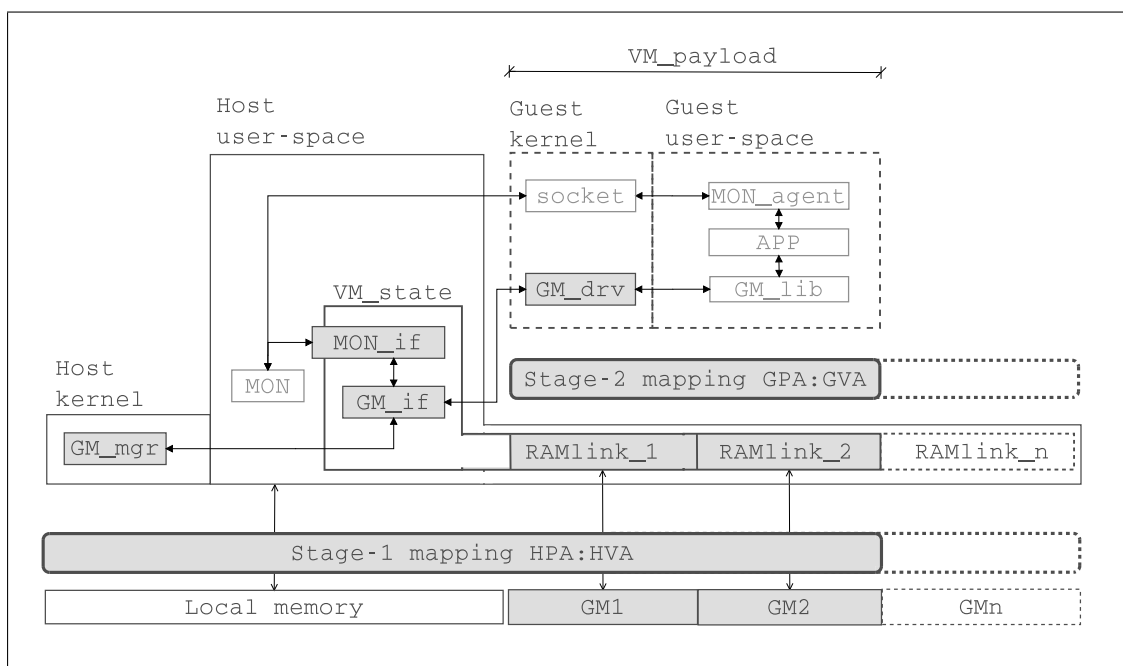 VM_payload
Host
user-space
Guest
kernel
Guest
user-space
socket
MON_agent
APP
GM_drv
GM_lib
VM_state
MON_if
Host
kernel
MON
GM_if
Stage-2 mapping GPA:GVA
GM_mgr
RAMlink_1
RAMlink_2
RAMlink_n
Stage-1 mapping HPA:HVA
Local memory
GM1
GM2
GMn